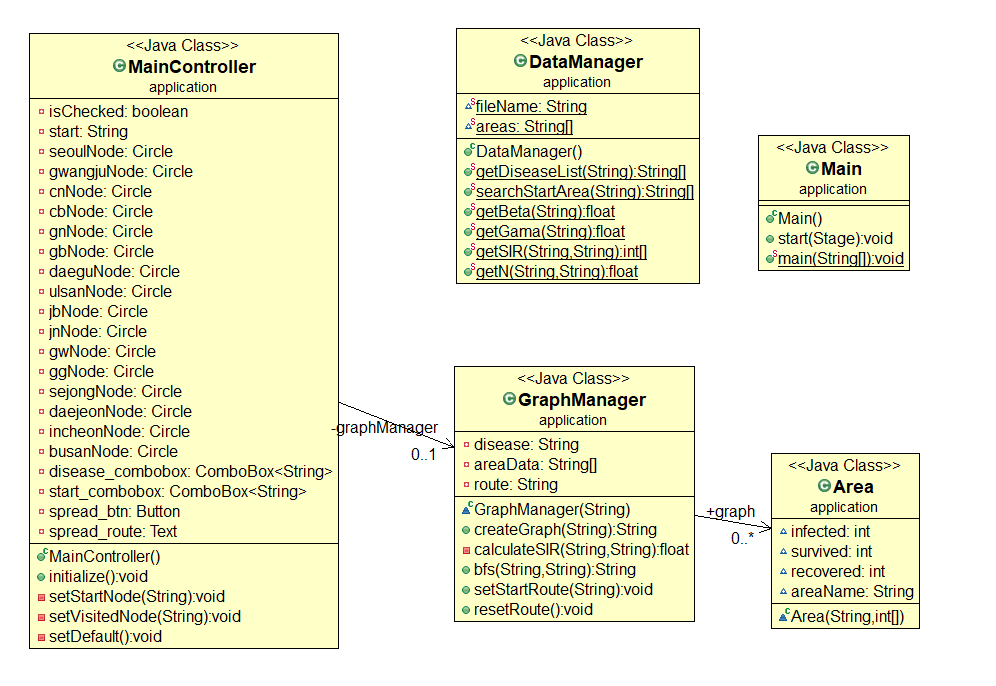 <<Java Class>>
MainController
application
isChecked: boolean
start: String
seoulNode: Circle
gwangjuNode: Circle
cnNode: Circle
cbNode: Circle
gnNode: Circle
gbNode: Circle
daeguNode: Circle
ulsanNode: Circle
jbNode: Circle
jnNode: Circle
gwNode: Circle
ggNode: Circle
sejongNode: Circle
daejeonNode: Circle
incheonNode: Circle
busanNode: Circle
disease_combobox: ComboBox<String>
start_combobox: ComboBox<String>
spread_btn: Button
spread_route: Text
MainController()
initialize():void
setStartNode(String):void
setVisitedNode(String):void
setDefault():void
<<Java Class>>
DataManager
application
fileName: String
areas: String[]
DataManager()
getDiseaseList(String):String[]
searchStartArea(String):String[]
getBeta(String):float
getGama(String):float
getSIR(String,String):int[]
getN(String,String):float
<<Java Class>>
Main
application
Main()
start(Stage):void
main(String[]):void
-graphManager
0..1
<<Java Class>>
GraphManager
application
disease: String
areaData: String[]
route: String
GraphManager(String)
createGraph(String):String
calculateSIR(String,String):float
bfs(String,String):String
setStartRoute(String):void
resetRoute():void
+graph
0..*
<<Java Class>>
Area
application
infected: int
survived: int
recovered: int
areaName: String
Area(String,int[])